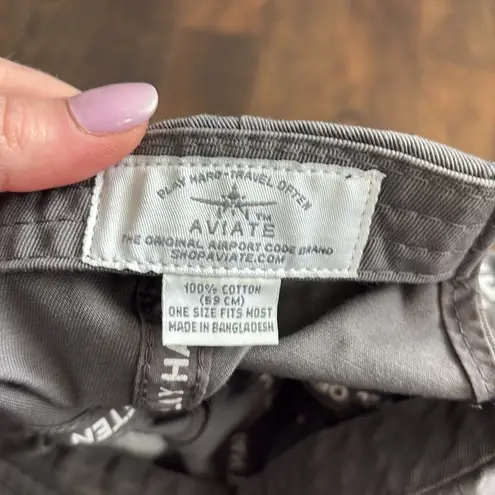 PLAY HARD-TRAVEL OFTEN
AVIATE™
THE ORIGINAL AIRPORT CODE BRAND
SHOPAVIATE.COM
100% COTTON
(59 CM)
ONE SIZE FITS MOST
MADE IN BANGLADESH